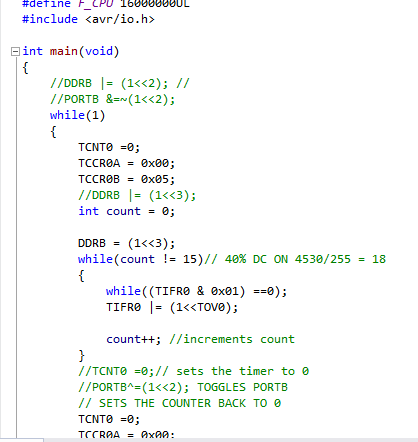 #define F_CPU 16000000UL
#include <avr/io.h>
int main(void)
{
//DDRB |= (1<<2); //
//PORTB &=~(1<<2);
while(1)
{
TCNT0 =0;
TCCR0A = 0x00;
TCCR0B = 0x05;
//DDRB |= (1<<3);
int count = 0;
DDRB = (1<<3);
while(count != 15)// 40% DC ON 4530/255 = 18
{
while((TIFR0 & 0x01) ==0);
TIFR0 |= (1<<TOV0);
count++; //increments count
}
//TCNT0 =0;// sets the timer to 0
//PORTB^=(1<<2); TOGGLES PORTB
// SETS THE COUNTER BACK TO 0
TCNT0 =0;
TCCR0A = 0x00;